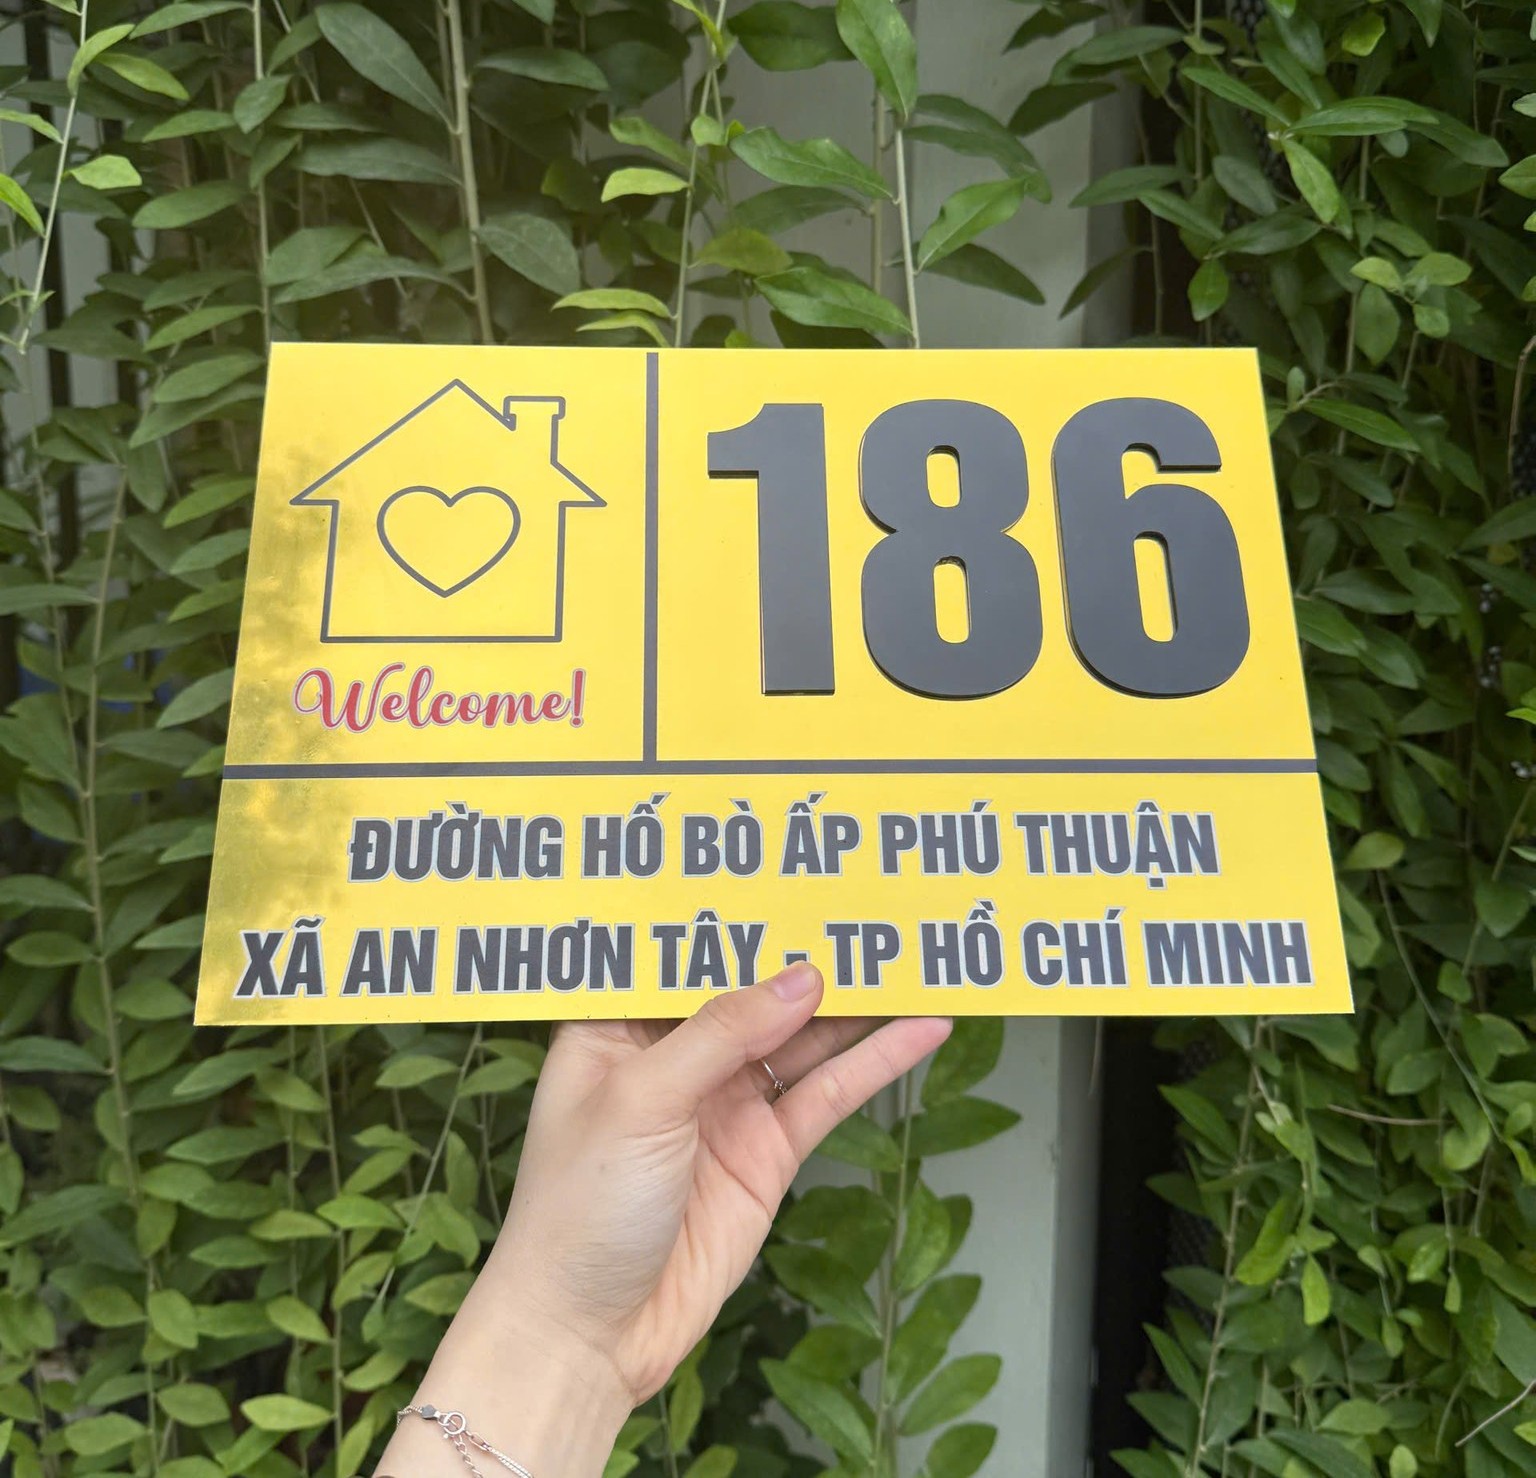 Welcome!
186
ĐƯỜNG HỐ BÒ ẤP PHÚ THUẬN
XÃ AN NHƠN TÂY - TP HỒ CHÍ MINH